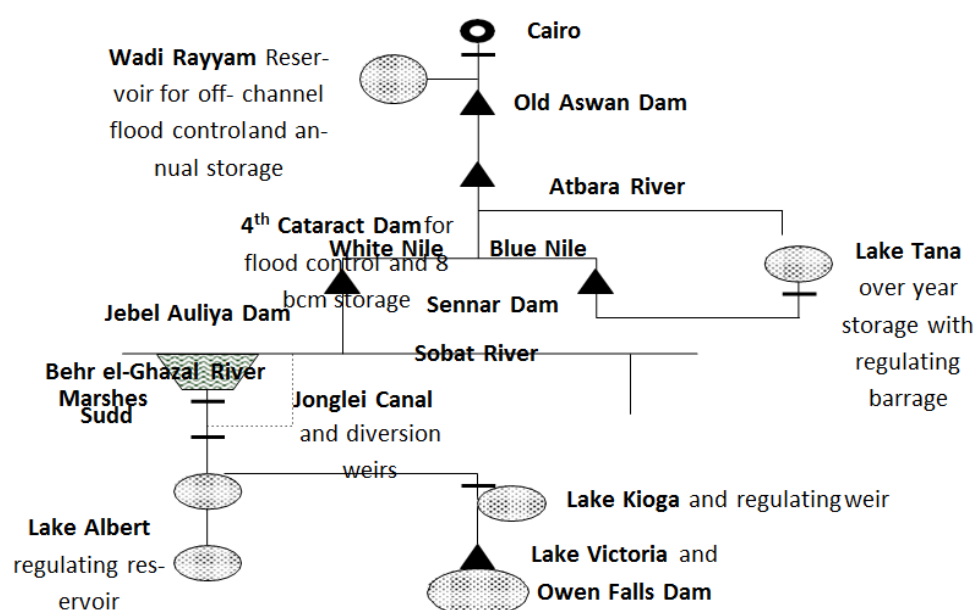 Cairo
Wadi Rayyam Reser-
voir for off- channel
flood controland an-
nual storage
Old Aswan Dam
Atbara River
4th Cataract Dam for
flood control and 8
bcm storage
White Nile
Blue Nile
Lake Tana
over year
storage with
regulating
barrage
Jebel Auliya Dam
Sennar Dam
Sobat River
Behr el-Ghazal River
Marshes
Sudd
Jonglei Canal
and diversion
weirs
Lake Kioga and regulating weir
Lake Albert
regulating res-
ervoir
Lake Victoria and
Owen Falls Dam